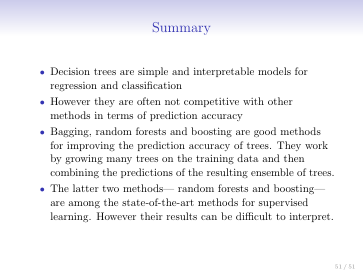 Summary
• Decision trees are simple and interpretable models for
regression and classification
• However they are often not competitive with other
methods in terms of prediction accuracy
• Bagging, random forests and boosting are good methods
for improving the prediction accuracy of trees. They work
by growing many trees on the training data and then
combining the predictions of the resulting ensemble of trees.
• The latter two methods— random forests and boosting—
are among the state-of-the-art methods for supervised
learning. However their results can be difficult to interpret.
51 / 51